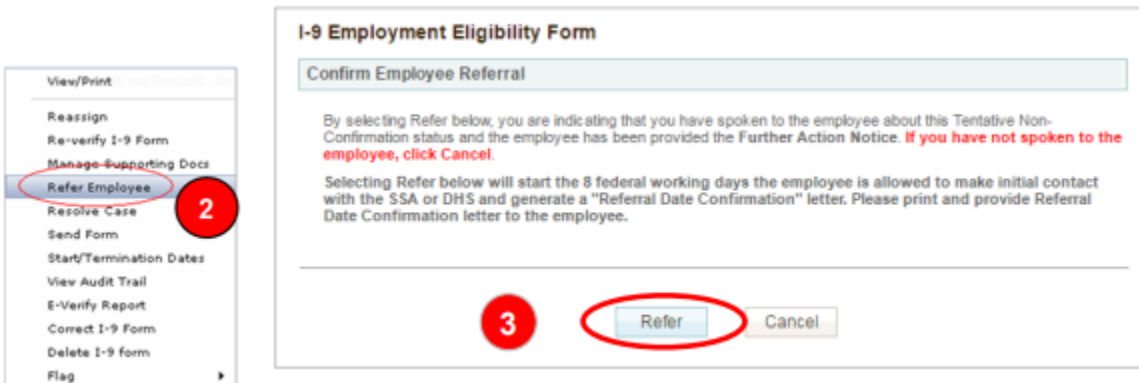 View/Print
Reassign
Re-verify I-9 Form
Manage Supporting Docs
Refer Employee
2
Resolve Case
Send Form
Start/Termination Dates
View Audit Trail
E-Verify Report
Correct I-9 Form
Delete I-9 form
Flag
I-9 Employment Eligibility Form
Confirm Employee Referral
By selecting Refer below, you are indicating that you have spoken to the employee about this Tentative Non-
Confirmation status and the employee has been provided the Further Action Notice. If you have not spoken to the
employee, click Cancel.
Selecting Refer below will start the 8 federal working days the employee is allowed to make initial contact
with the SSA or DHS and generate a "Referral Date Confirmation" letter. Please print and provide Referral
Date Confirmation letter to the employee.
3
Refer
Cancel